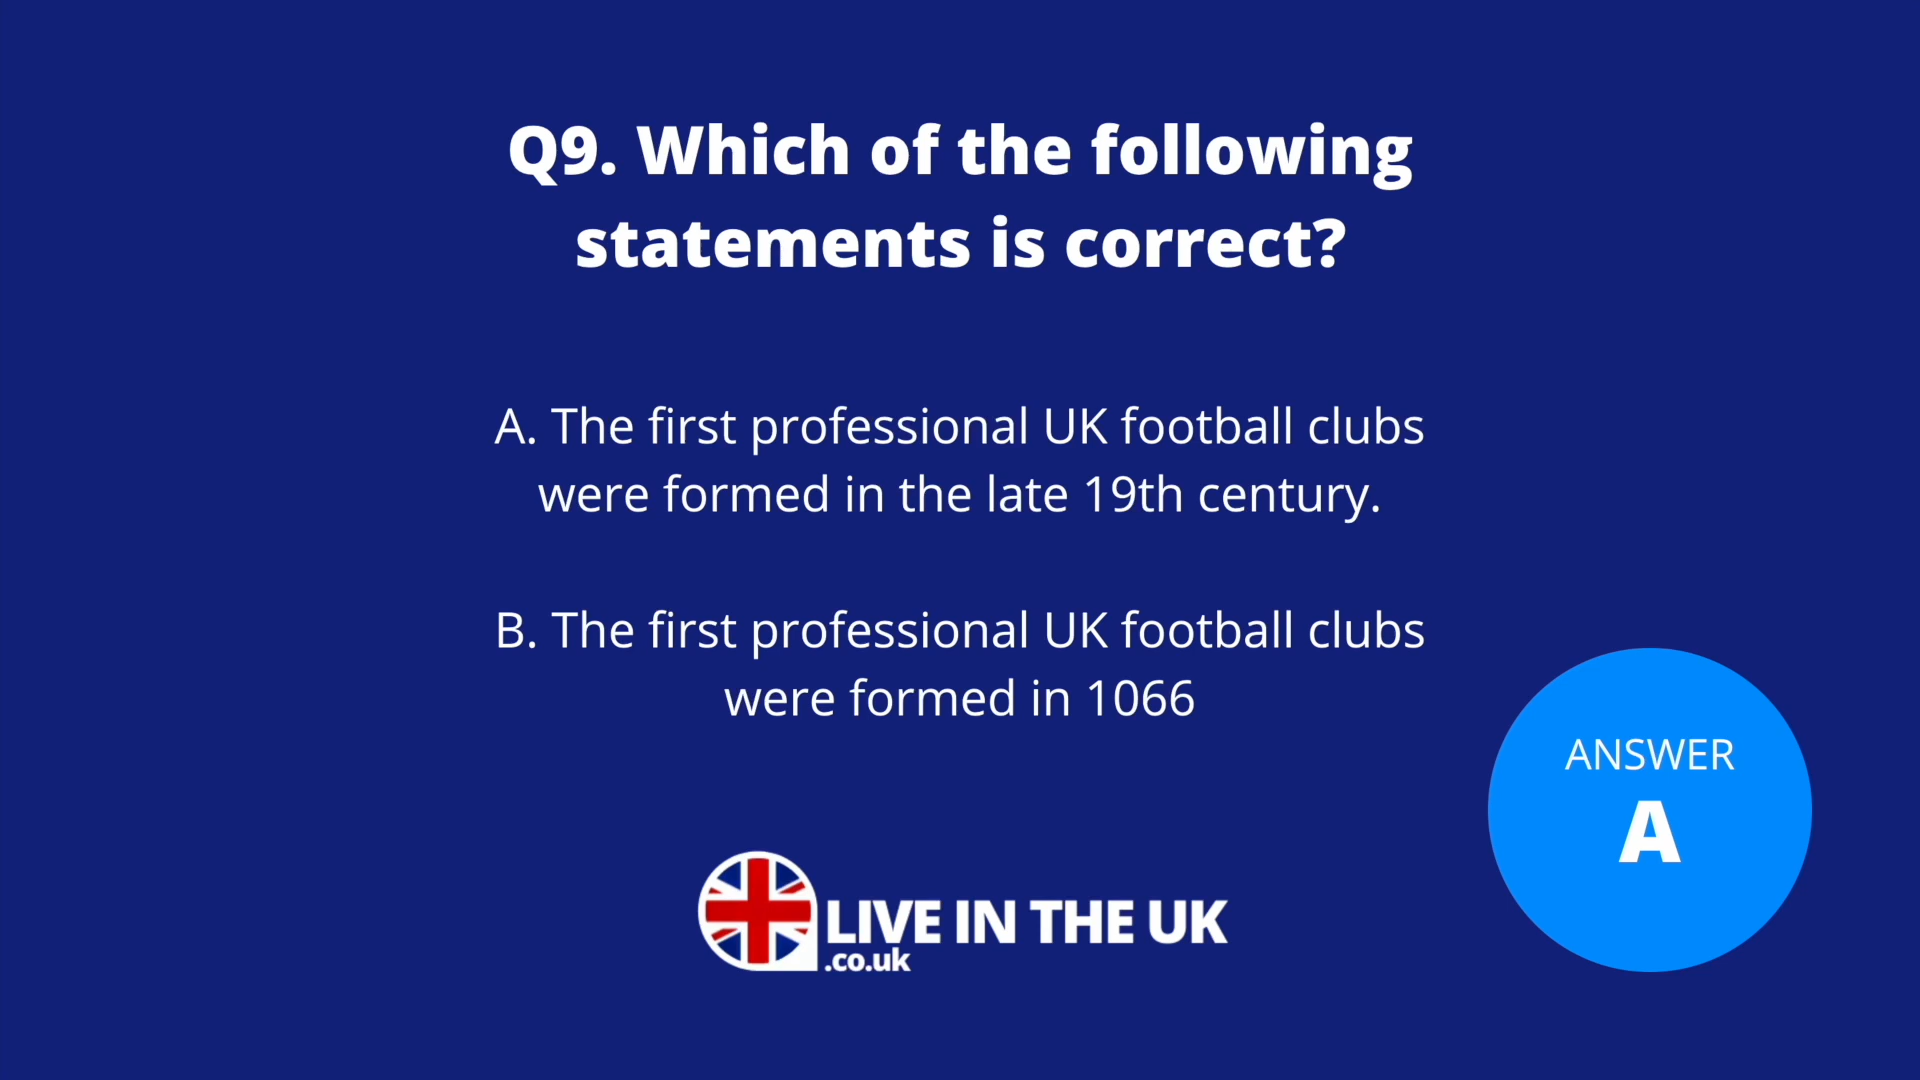 Q9. Which of the following
statements is correct?
A. The first professional UK football clubs
were formed in the late 19th century.
B. The first professional UK football clubs
were formed in 1066
ANSWER
A
LIVE IN THE UK
.co.uk